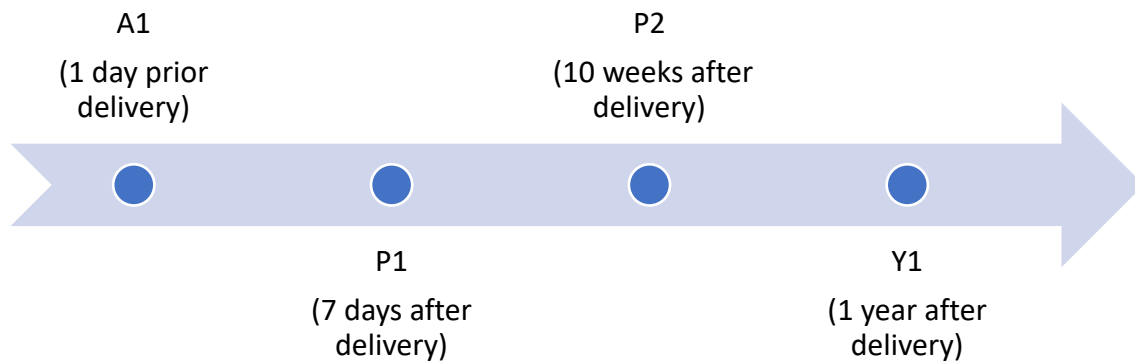 A1
(1 day prior
delivery)
P2
(10 weeks after
delivery)
P1
(7 days after
delivery)
Y1
(1 year after
delivery)